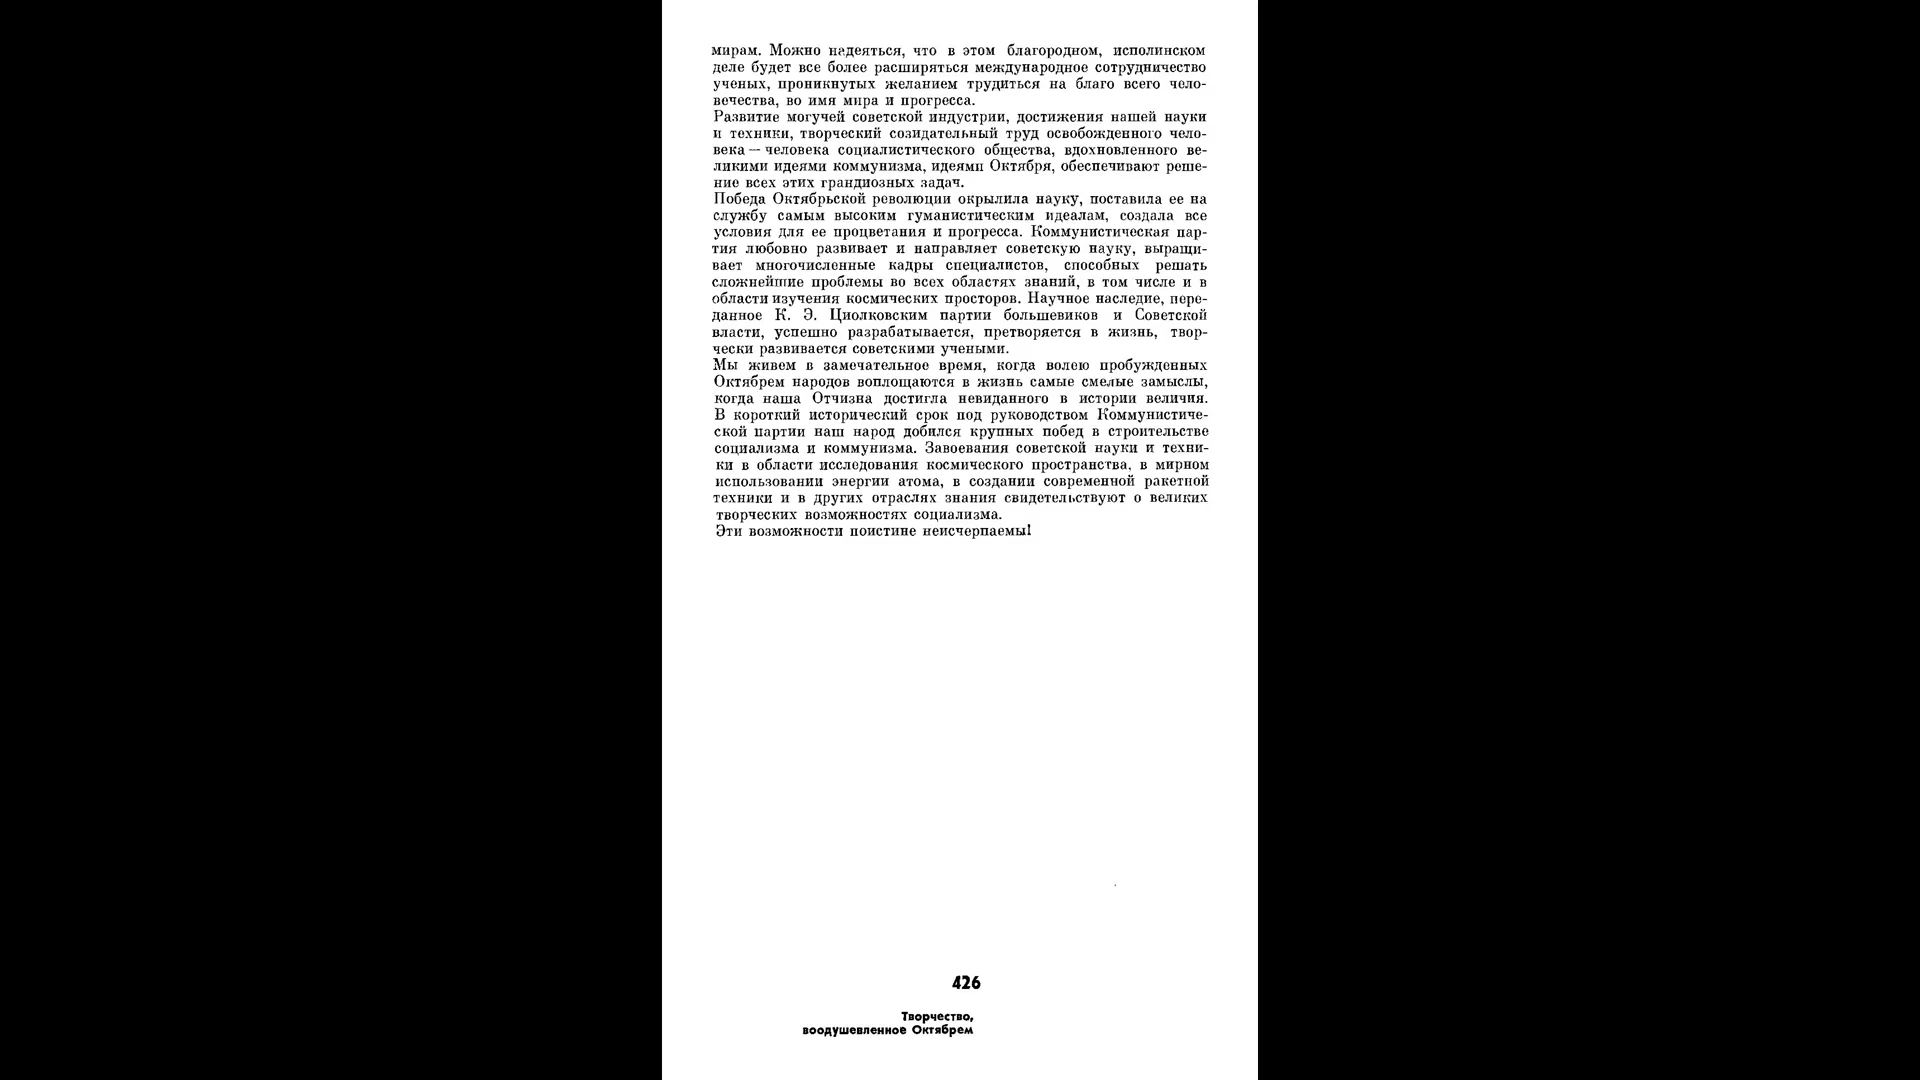 мирам. Можно надеяться, что в этом благородном, исполинском
деле будет все более расширяться международное сотрудничество
ученых, проникнутых желанием трудиться на благо всего чело-
вечества, во имя мира и прогресса.
Развитие могучей советской индустрии, достижения нашей науки
и техники, творческий созидательный труд освобожденного чело-
века — человека социалистического общества, вдохновленного ве-
ликими идеями коммунизма, идеями Октября, обеспечивают реше-
ние всех этих грандиозных задач.
Победа Октябрьской революции окрылила науку, поставила ее на
службу самым высоким гуманистическим идеалам, создала все
условия для ее процветания и прогресса. Коммунистическая пар-
тия любовно развивает и направляет советскую науку, выращи-
вает многочисленные кадры специалистов, способных решать
сложнейшие проблемы во всех областях знаний, в том числе и в
области изучения космических просторов. Научное наследие, пере-
данное К. Э. Циолковским партии большевиков и Советской
власти, успешно разрабатывается, претворяется в жизнь, твор-
чески развивается советскими учеными.
Мы живем в замечательное время, когда волею пробужденных
Октябрем народов воплощаются в жизнь самые смелые замыслы,
когда наша Отчизна достигла невиданного в истории величия.
В короткий исторический срок под руководством Коммунистиче-
ской партии наш народ добился крупных побед в строительстве
социализма и коммунизма. Завоевания советской науки и техни-
ки в области исследования космического пространства, в мирном
использовании энергии атома, в создании современной ракетной
техники и в других отраслях знания свидетельствуют о великих
творческих возможностях социализма.
Эти возможности поистине неисчерпаемы!
426
Творчество,
воодушевленное Октябрем